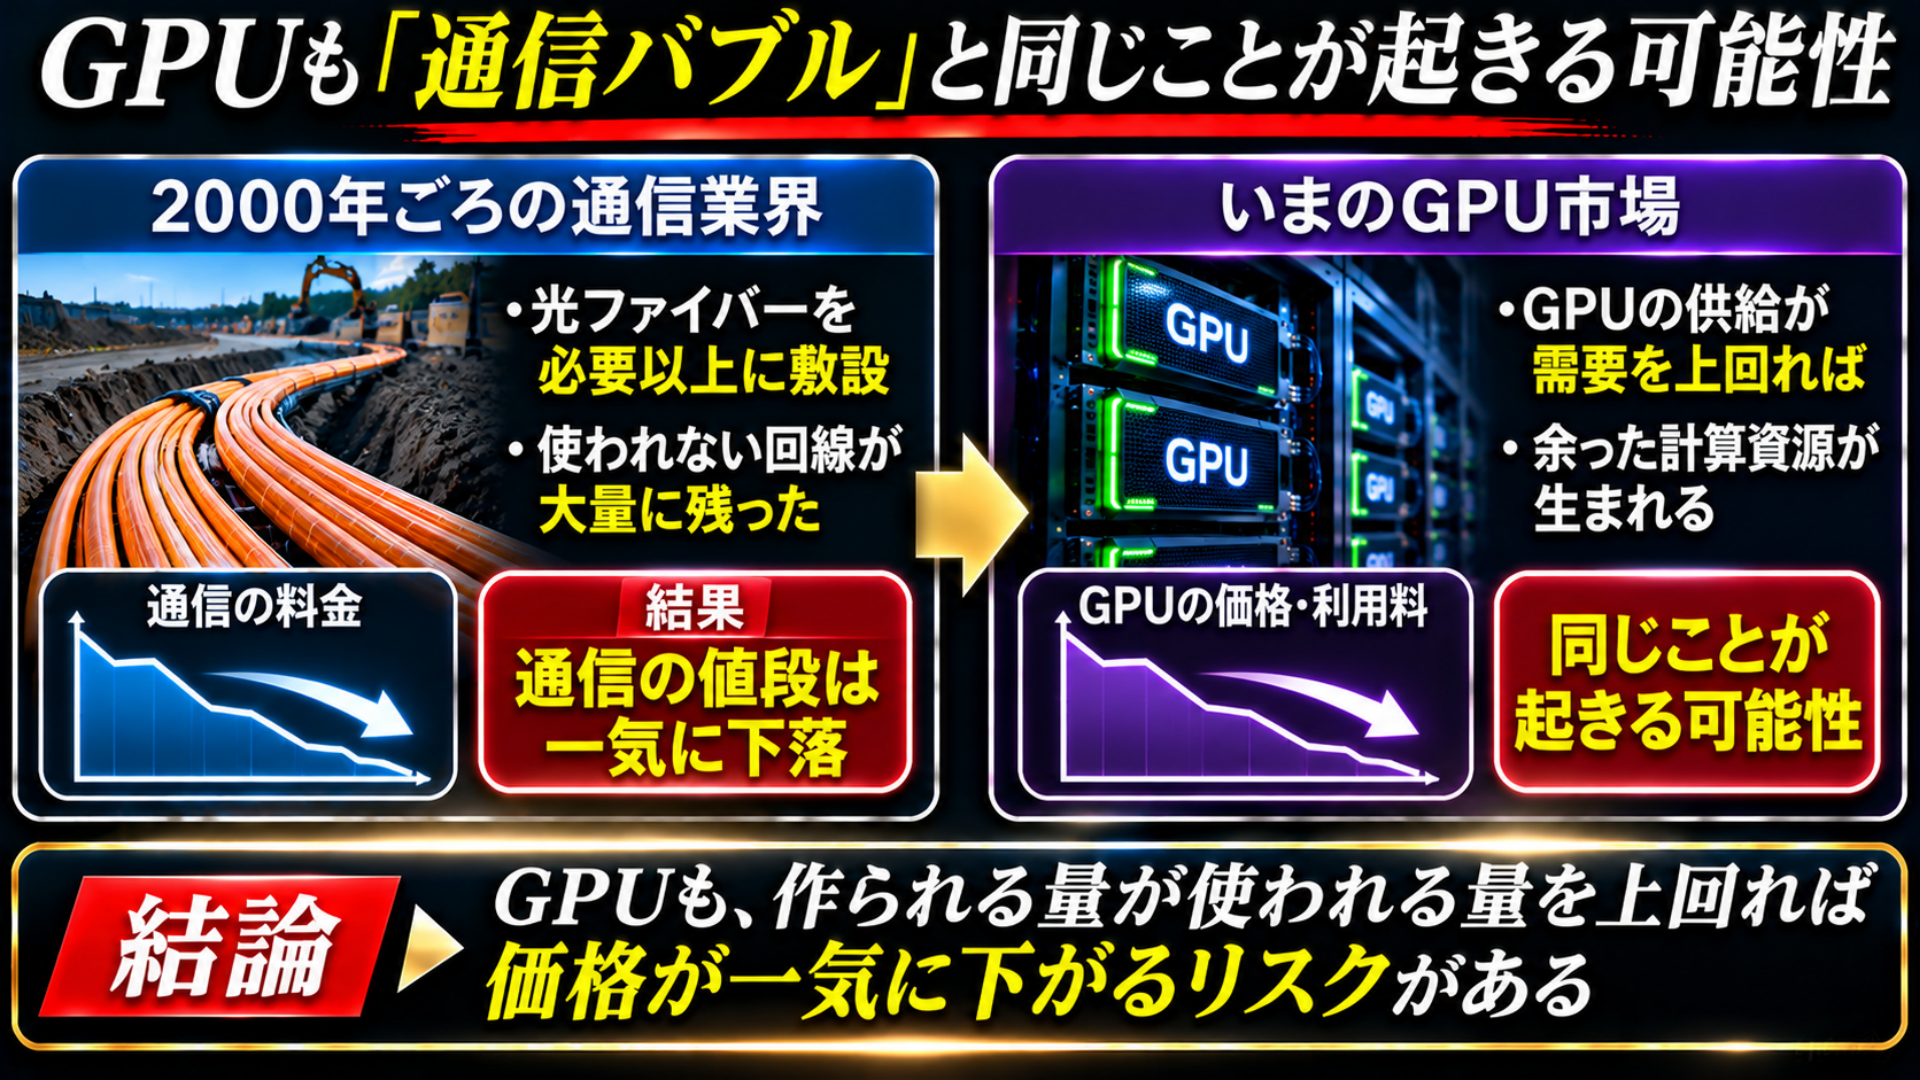 GPUも「通信バブル」と同じことが起きる可能性
2000年ごろの通信業界
・光ファイバーを
必要以上に敷設
・使われない回線が
大量に残った
通信の料金
結果
通信の値段は
一気に下落
いまのGPU市場
GPU
GPU
GPU
GPU
・GPUの供給が
需要を上回れば
・余った計算資源が
生まれる
GPUの価格・利用料
同じことが
起きる可能性
結論
GPUも、作られる量が使われる量を上回れば
価格が一気に下がるリスクがある